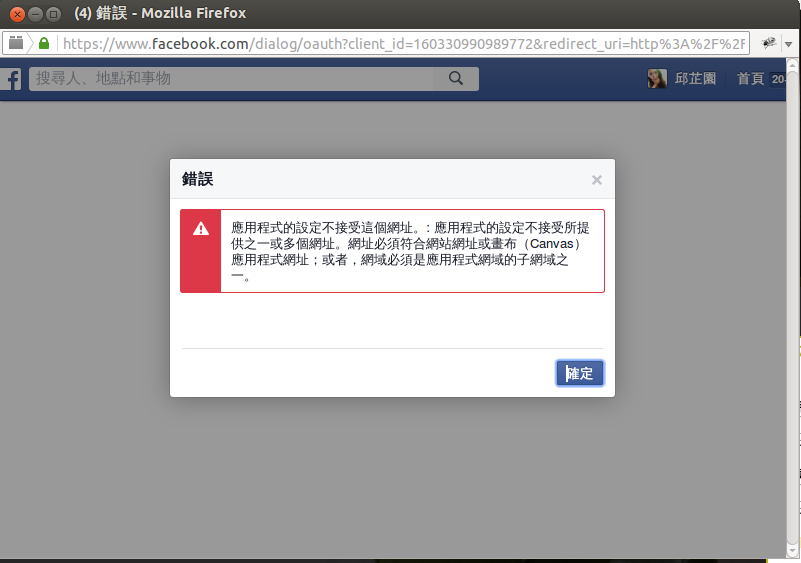 (4) 錯誤 - Mozilla Firefox
https://www.facebook.com/dialog/oauth?client_id=160330990989772&redirect_uri=http%3A%2F%2F
搜尋人、地點和事物
邱芷園 首頁 20
錯誤
應用程式的設定不接受這個網址。: 應用程式的設定不接受所提
供之一或多個網址。網址必須符合網站網址或畫布（Canvas）
應用程式網址；或者，網域必須是應用程式網域的子網域之
一。
確定